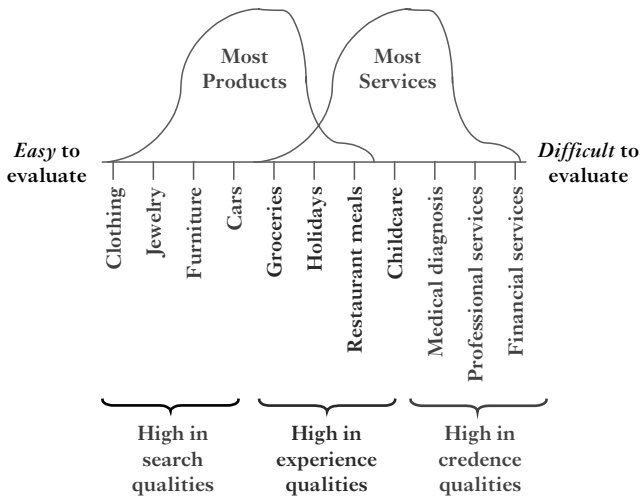 Most
Products
Most
Services
Easy to
evaluate
Difficult to
evaluate
Clothing
Jewelry
Furniture
Cars
Groceries
Holidays
Restaurant meals
Childcare
Medical diagnosis
Professional services
Financial services
High in
search
qualities
High in
experience
qualities
High in
credence
qualities